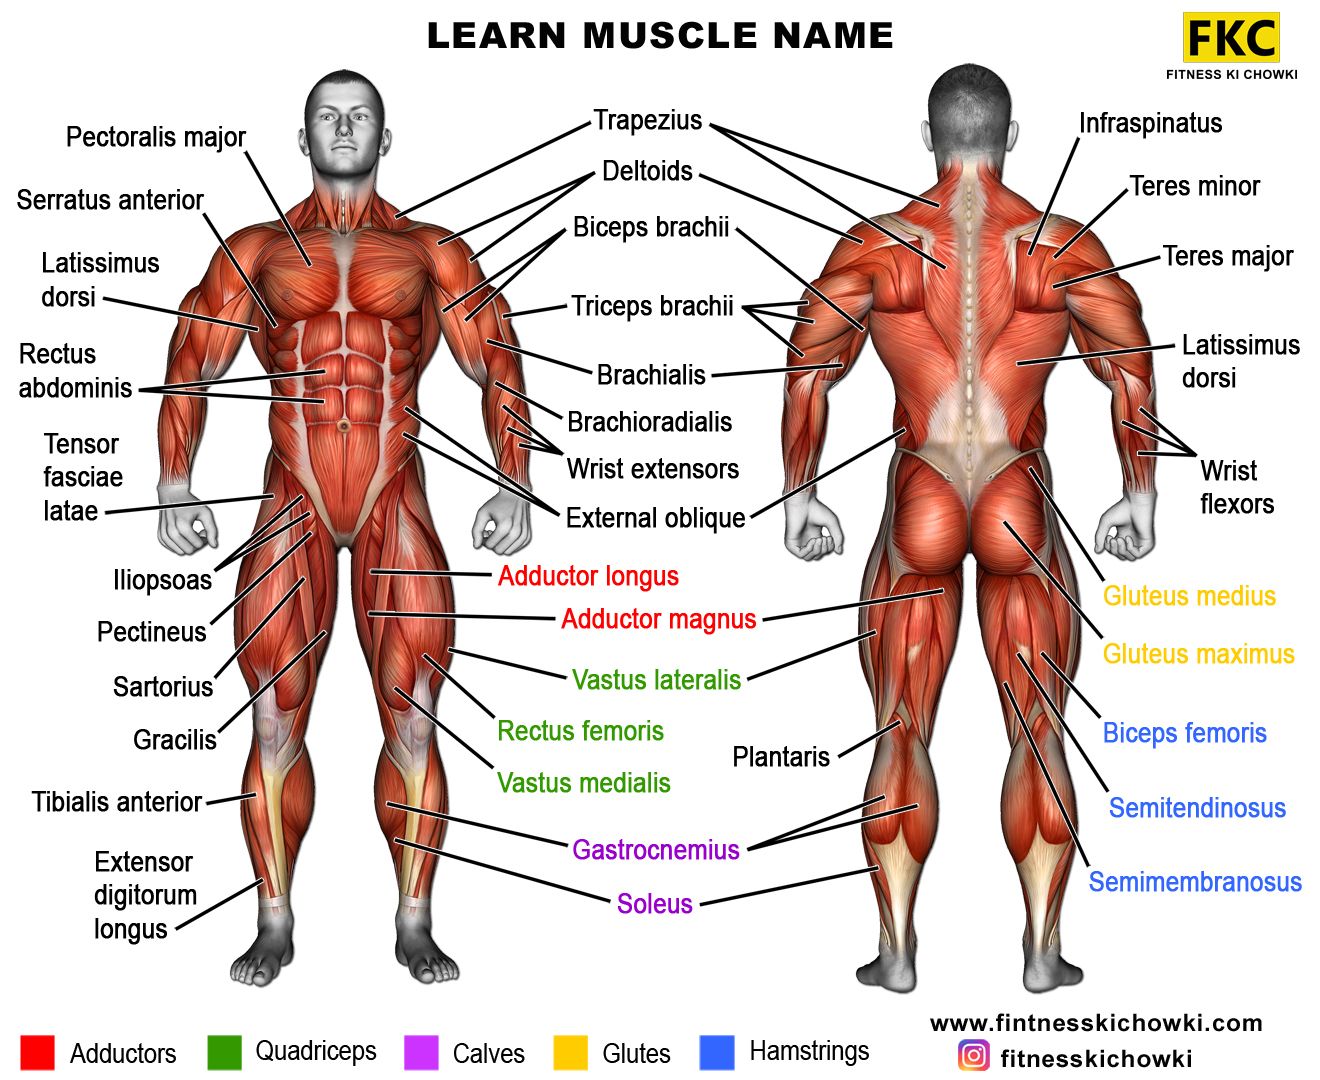 LEARN MUSCLE NAME
FKC
FITNESS KI CHOWKI
Pectoralis major
Serratus anterior
Latissimus
dorsi
Rectus
abdominis
Tensor
fasciae
latae
Iliopsoas
Pectineus
Sartorius
Gracilis
Tibialis anterior
Extensor
digitorum
longus
Trapezius
Deltoids
Biceps brachii
Triceps brachii
Brachialis
Brachioradialis
Wrist extensors
External oblique
Adductor longus
Adductor magnus
Vastus lateralis
Rectus femoris
Plantaris
Vastus medialis
Gastrocnemius
Soleus
Infraspinatus
Teres minor
Teres major
Latissimus
dorsi
Wrist
flexors
Gluteus medius
Gluteus maximus
Biceps femoris
Semitendinosus
Semimembranosus
Adductors
Quadriceps
Calves
Glutes
Hamstrings
www.fintnesskichowki.com
fitnesskichowki